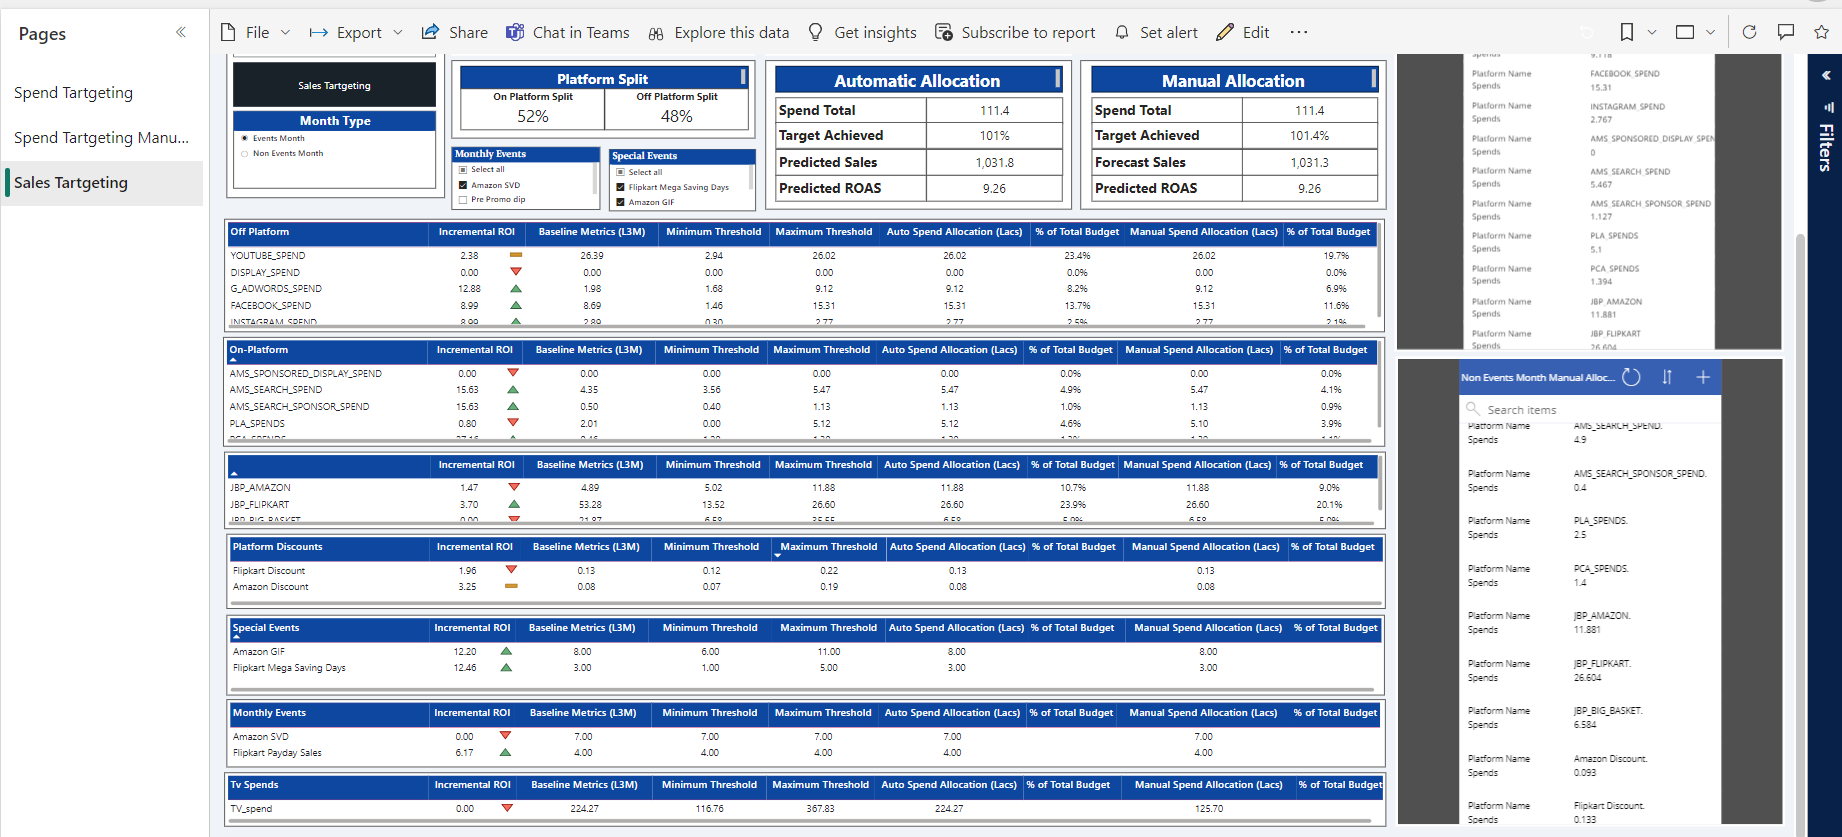 Pages
Spend Tartgeting
Spend Tartgeting Manu...
Sales Tartgeting
File Export Share Chat in Teams Explore this data Get insights Subscribe to report Set alert Edit ...
Sales Tartgeting
Month Type
Events Month
Non Events Month
Platform Split
On Platform Split Off Platform Split
52% 48%
Monthly Events
Select all
Amazon SVD
Pre Promo dip
Special Events
Select all
Flipkart Mega Saving Days
Amazon GIF
Automatic Allocation
Spend Total 111.4
Target Achieved 101%
Predicted Sales 1,031.8
Predicted ROAS 9.26
Manual Allocation
Spend Total 111.4
Target Achieved 101.4%
Forecast Sales 1,031.3
Predicted ROAS 9.26
Off Platform Incremental ROI Baseline Metrics (L3M) Minimum Threshold Maximum Threshold Auto Spend Allocation (Lacs) % of Total Budget Manual Spend Allocation (Lacs) % of Total Budget
YOUTUBE_SPEND 2.38 26.39 2.94 26.02 26.02 23.4% 26.02 19.7%
DISPLAY_SPEND 0.00 0.00 0.00 0.00 0.00 0.0% 0.00 0.0%
G_ADWORDS_SPEND 12.88 1.98 1.68 9.12 9.12 8.2% 9.12 6.9%
FACEBOOK_SPEND 8.99 8.69 1.46 15.31 15.31 13.7% 15.31 11.6%
INSTAGRAM_SPEND 8.99 2.89 0.30 2.77 2.77 2.5% 2.77 2.1%
On-Platform Incremental ROI Baseline Metrics (L3M) Minimum Threshold Maximum Threshold Auto Spend Allocation (Lacs) % of Total Budget Manual Spend Allocation (Lacs) % of Total Budget
AMS_SPONSORED_DISPLAY_SPEND 0.00 0.00 0.00 0.00 0.00 0.0% 0.00 0.0%
AMS_SEARCH_SPEND 15.63 4.35 3.56 5.47 5.47 4.9% 5.47 4.1%
AMS_SEARCH_SPONSOR_SPEND 15.63 0.50 0.40 1.13 1.13 1.0% 1.13 0.9%
PLA_SPENDS 0.80 2.01 0.00 5.12 5.12 4.6% 5.10 3.9%
Incremental ROI Baseline Metrics (L3M) Minimum Threshold Maximum Threshold Auto Spend Allocation (Lacs) % of Total Budget Manual Spend Allocation (Lacs) % of Total Budget
JBP_AMAZON 1.47 4.89 5.02 11.88 11.88 10.7% 11.88 9.0%
JBP_FLIPKART 3.70 53.28 13.52 26.60 26.60 23.9% 26.60 20.1%
JBP_BIG_BASKET 0.00 21.87 6.58
Platform Discounts Incremental ROI Baseline Metrics (L3M) Minimum Threshold Maximum Threshold Auto Spend Allocation (Lacs) % of Total Budget Manual Spend Allocation (Lacs) % of Total Budget
Flipkart Discount 1.96 0.13 0.12 0.22 0.13 0.13
Amazon Discount 3.25 0.08 0.07 0.19 0.08 0.08
Special Events Incremental ROI Baseline Metrics (L3M) Minimum Threshold Maximum Threshold Auto Spend Allocation (Lacs) % of Total Budget Manual Spend Allocation (Lacs) % of Total Budget
Amazon GIF 12.20 8.00 6.00 11.00 8.00 8.00
Flipkart Mega Saving Days 12.46 3.00 1.00 5.00 3.00 3.00
Monthly Events Incremental ROI Baseline Metrics (L3M) Minimum Threshold Maximum Threshold Auto Spend Allocation (Lacs) % of Total Budget Manual Spend Allocation (Lacs) % of Total Budget
Amazon SVD 0.00 7.00 7.00 7.00 7.00 7.00
Flipkart Payday Sales 6.17 4.00 4.00 4.00 4.00 4.00
Tv Spends Incremental ROI Baseline Metrics (L3M) Minimum Threshold Maximum Threshold Auto Spend Allocation (Lacs) % of Total Budget Manual Spend Allocation (Lacs) % of Total Budget
TV_spend 0.00 224.27 116.76 367.83 224.27 125.70
Spends 9.118
Platform Name FACEBOOK_SPEND
Spends 15.31
Platform Name INSTAGRAM_SPEND
Spends 2.767
Platform Name AMS_SPONSORED_DISPLAY_SPEN
Spends 0
Platform Name AMS_SEARCH_SPEND
Spends 5.467
Platform Name AMS_SEARCH_SPONSOR_SPEND
Spends 1.127
Platform Name PLA_SPENDS
Spends 5.1
Platform Name PCA_SPENDS
Spends 1.394
Platform Name JBP_AMAZON
Spends 11.881
Platform Name JBP_FLIPKART
Spends 26.604
Non Events Month Manual Alloc...
Search items
Platform Name AMS_SEARCH_SPEND.
Spends 4.9
Platform Name AMS_SEARCH_SPONSOR_SPEND.
Spends 0.4
Platform Name PLA_SPENDS.
Spends 2.5
Platform Name PCA_SPENDS.
Spends 1.4
Platform Name JBP_AMAZON.
Spends 11.881
Platform Name JBP_FLIPKART.
Spends 26.604
Platform Name JBP_BIG_BASKET.
Spends 6.584
Platform Name Amazon Discount.
Spends 0.093
Platform Name Flipkart Discount.
Spends 0.133
Filters